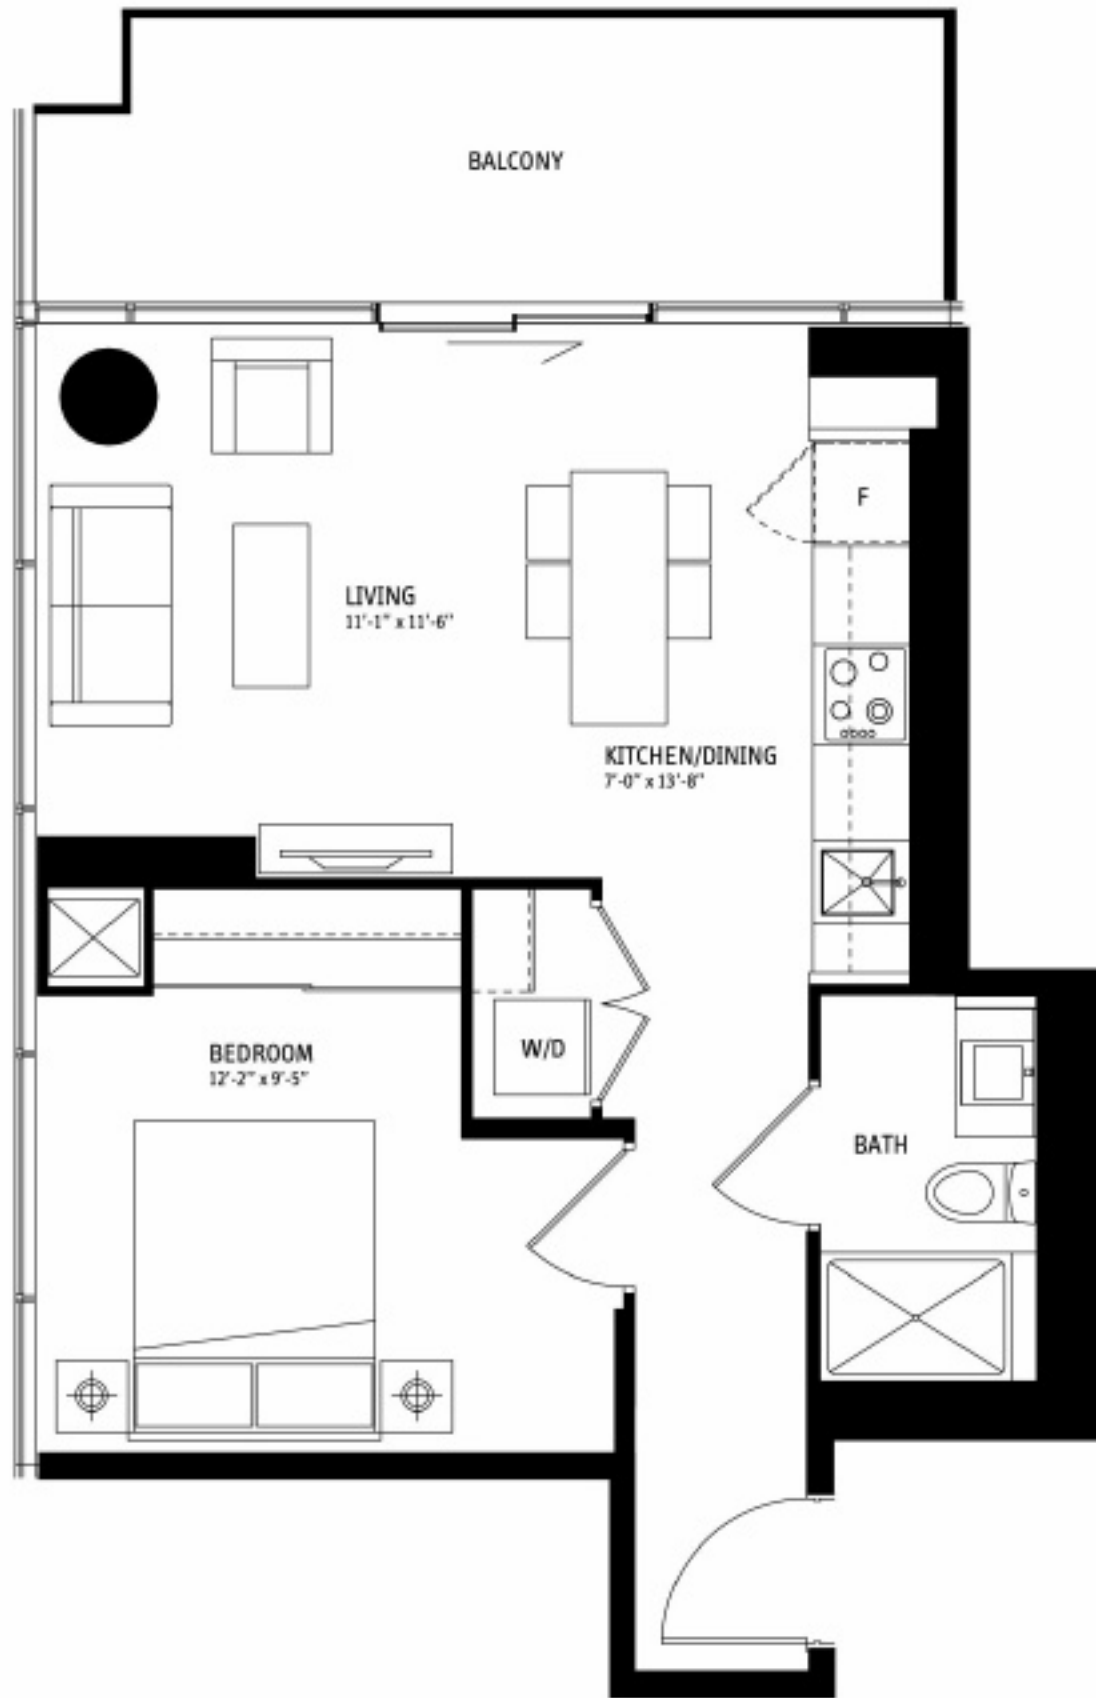 BALCONY
F
LIVING
11'-1" x 11'-6"
KITCHEN/DINING
7'-0" x 13'-8"
W/D
BEDROOM
12'-2" x 9'-5"
BATH